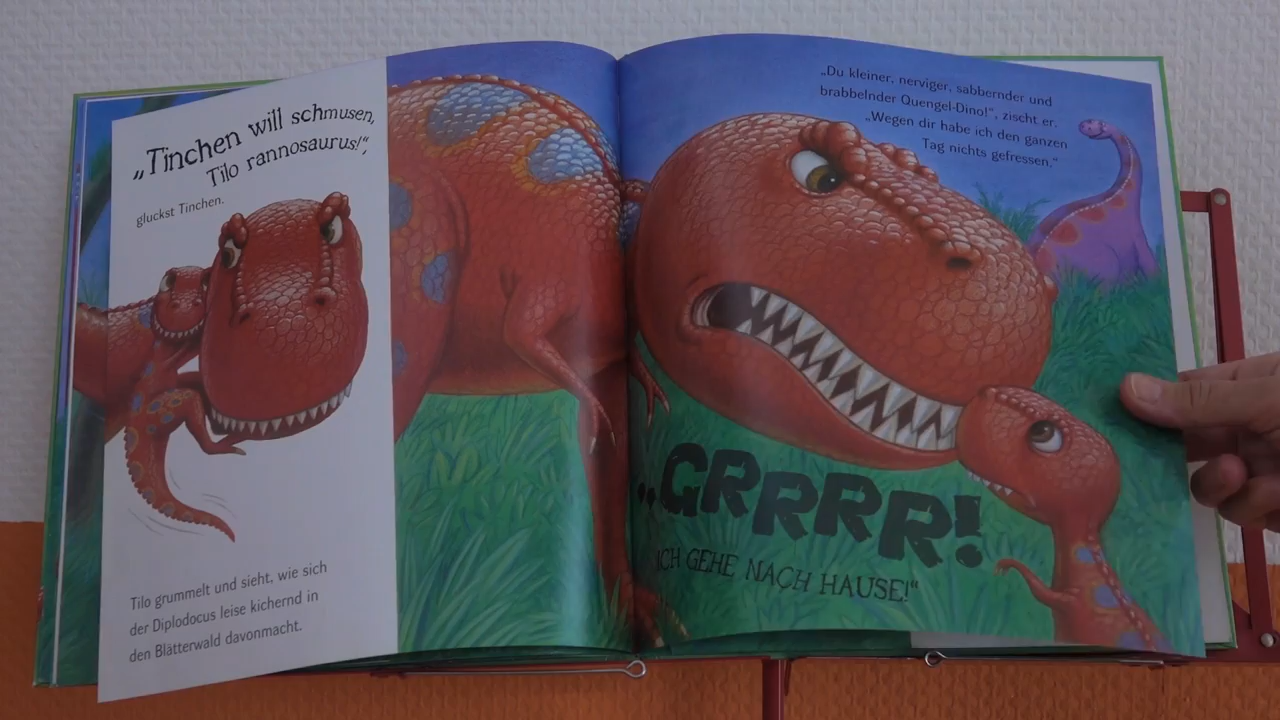 „Tinchen will schmusen,
Tilo rannosaurus!“,
gluckst Tinchen.
Tilo grummelt und sieht, wie sich
der Diplodocus leise kichernd in
den Blätterwald davonmacht.
„Du kleiner, nerviger, sabbernder und
brabbelnder Quengel-Dino!“, zischt er.
„Wegen dir habe ich den ganzen
Tag nichts gefressen.“
„GRRRR!
ICH GEHE NACH HAUSE!“